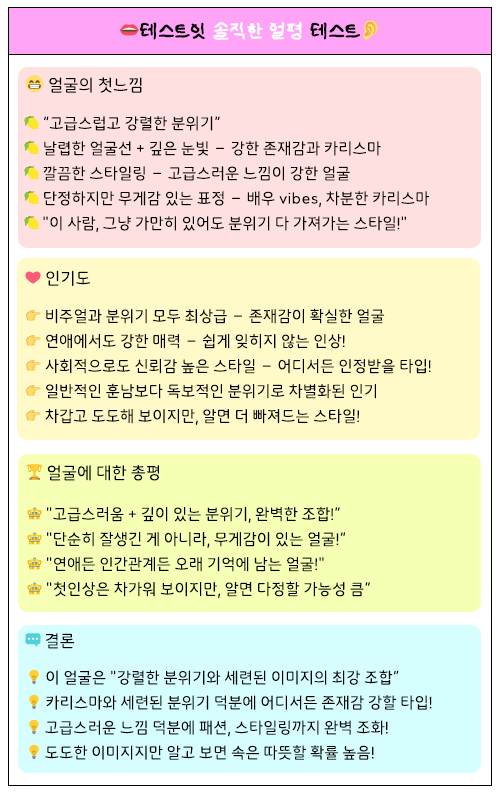 테스트잇 솔직한 얼평 테스트
얼굴의 첫느낌
“고급스럽고 강렬한 분위기”
날렵한 얼굴선 + 깊은 눈빛 – 강한 존재감과 카리스마
깔끔한 스타일링 – 고급스러운 느낌이 강한 얼굴
단정하지만 무게감 있는 표정 – 배우 vibes, 차분한 카리스마
"이 사람, 그냥 가만히 있어도 분위기 다 가져가는 스타일!"
인기도
비주얼과 분위기 모두 최상급 – 존재감이 확실한 얼굴
연애에서도 강한 매력 – 쉽게 잊히지 않는 인상!
사회적으로도 신뢰감 높은 스타일 – 어디서든 인정받을 타입!
일반적인 훈남보다 독보적인 분위기로 차별화된 인기
차갑고 도도해 보이지만, 알면 더 빠져드는 스타일!
얼굴에 대한 총평
"고급스러움 + 깊이 있는 분위기, 완벽한 조합!”
"단순히 잘생긴 게 아니라, 무게감이 있는 얼굴!”
"연애든 인간관계든 오래 기억에 남는 얼굴!"
"첫인상은 차가워 보이지만, 알면 다정할 가능성 큼”
결론
이 얼굴은 "강렬한 분위기와 세련된 이미지의 최강 조합”
카리스마와 세련된 분위기 덕분에 어디서든 존재감 강할 타입!
고급스러운 느낌 덕분에 패션, 스타일링까지 완벽 조화!
도도한 이미지지만 알고 보면 속은 따뜻할 확률 높음!